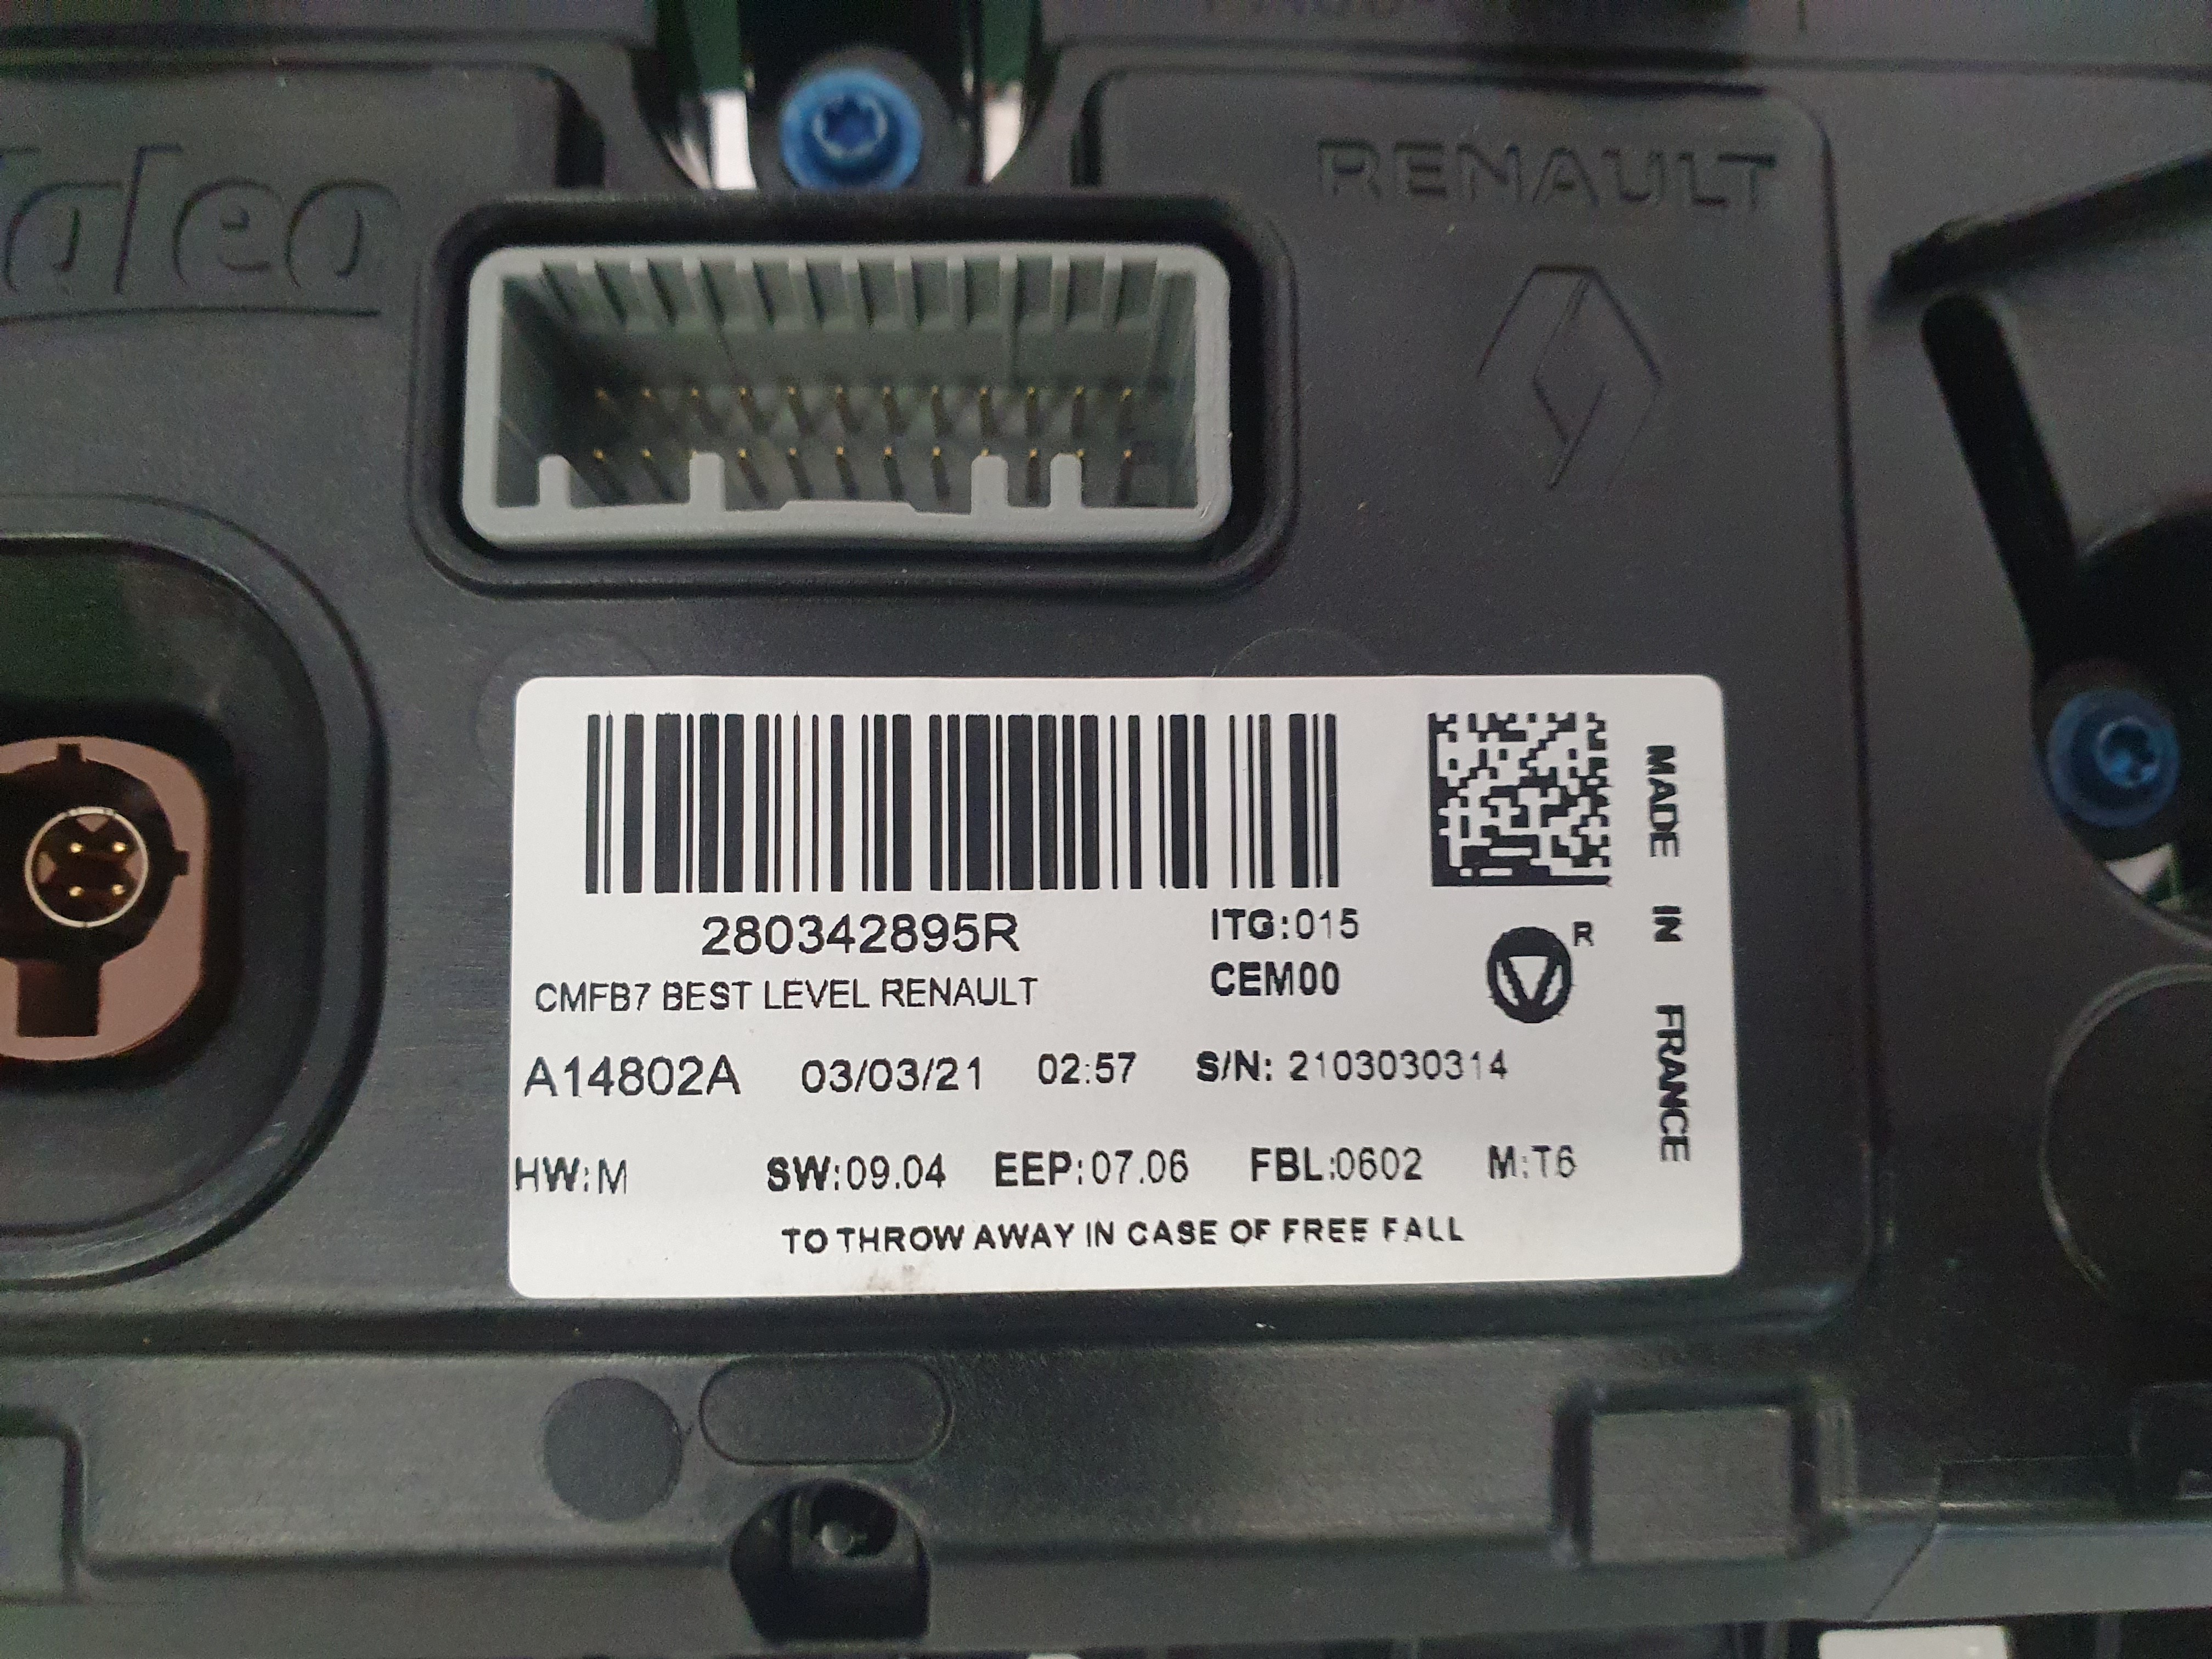 RENAULT
280342895R
ITG:015
CMFB7 BEST LEVEL RENAULT
CEM00
R
A14802A 03/03/21 02:57 S/N: 2103030314
HW:M SW:09.04 EEP:07.06 FBL:0602 M:T6
TO THROW AWAY IN CASE OF FREE FALL
MADE IN FRANCE